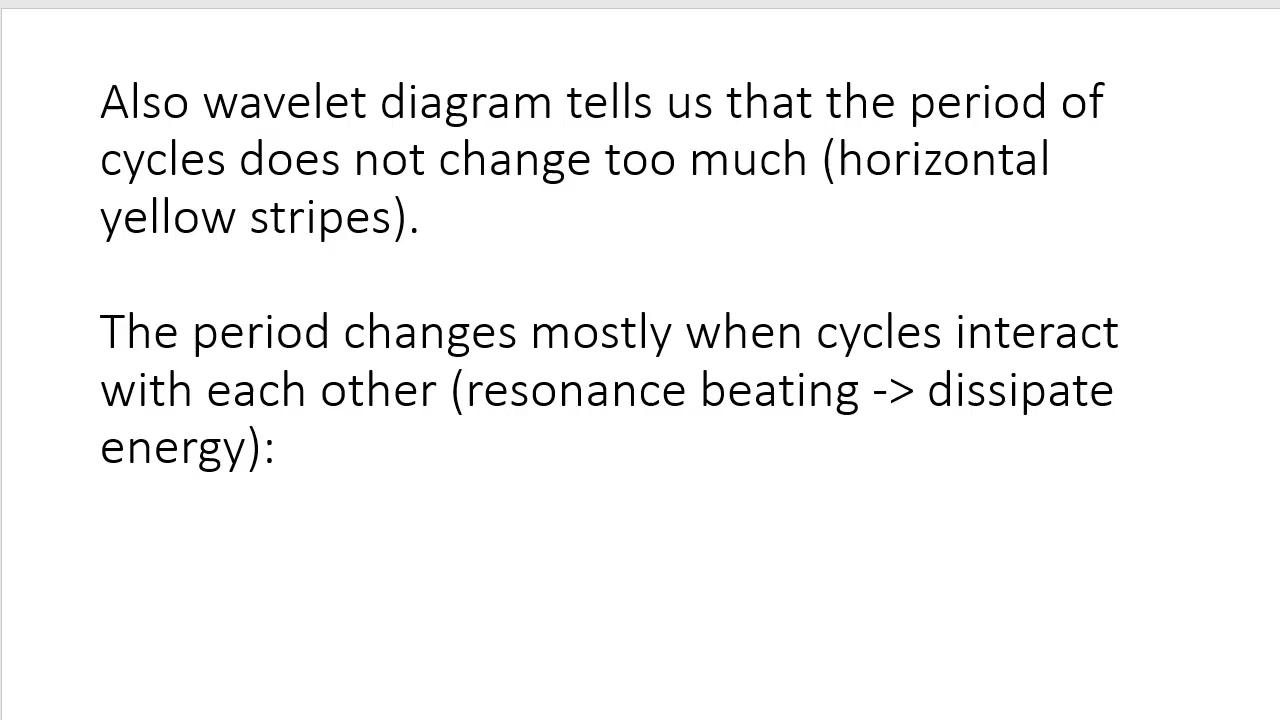 Also wavelet diagram tells us that the period of
cycles does not change too much (horizontal
yellow stripes).
The period changes mostly when cycles interact
with each other (resonance beating -> dissipate
energy):